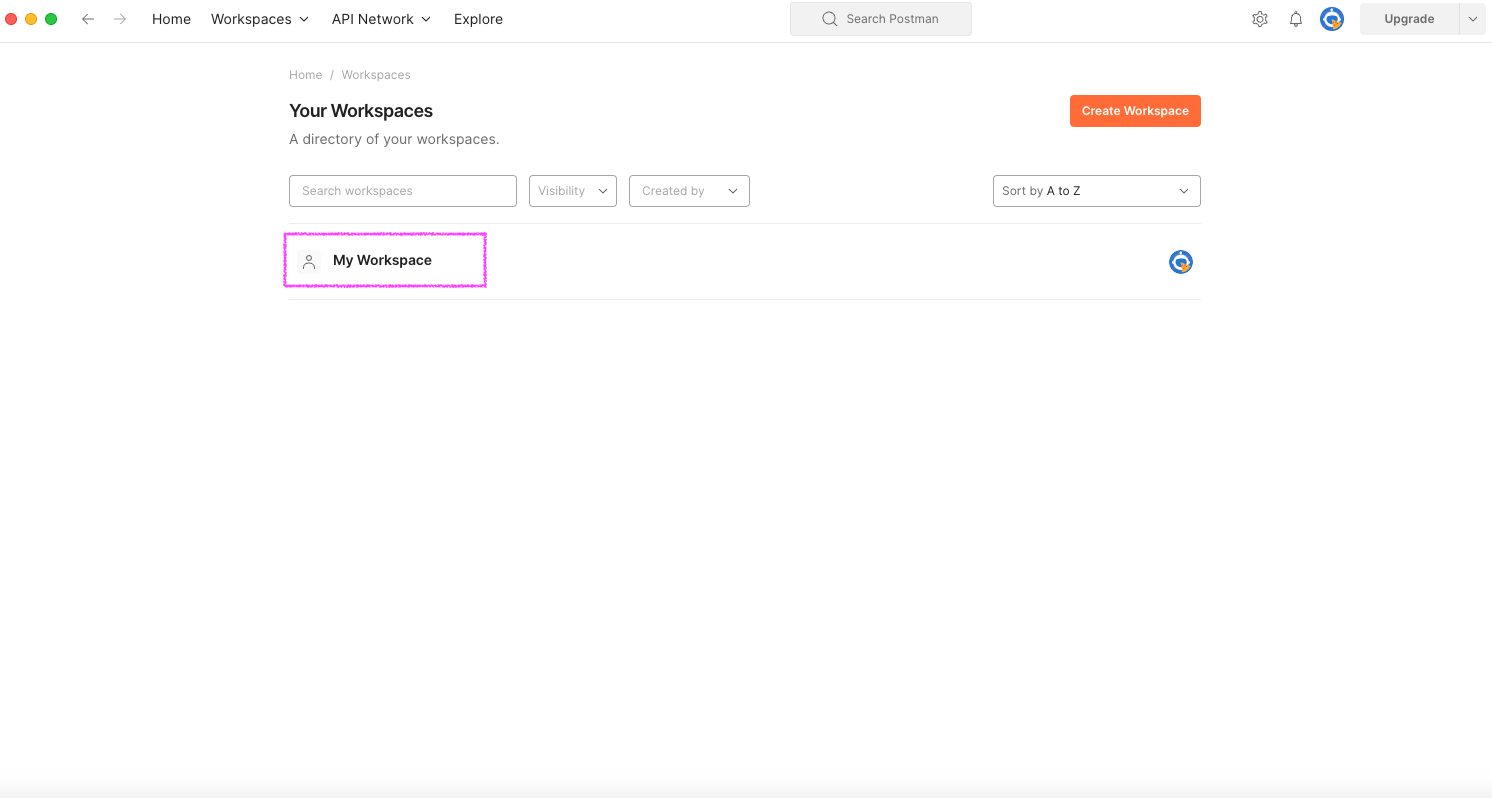 Home Workspaces API Network Explore Search Postman Upgrade
Home / Workspaces
Your Workspaces
Create Workspace
A directory of your workspaces.
Search workspaces Visibility Created by Sort by A to Z
My Workspace